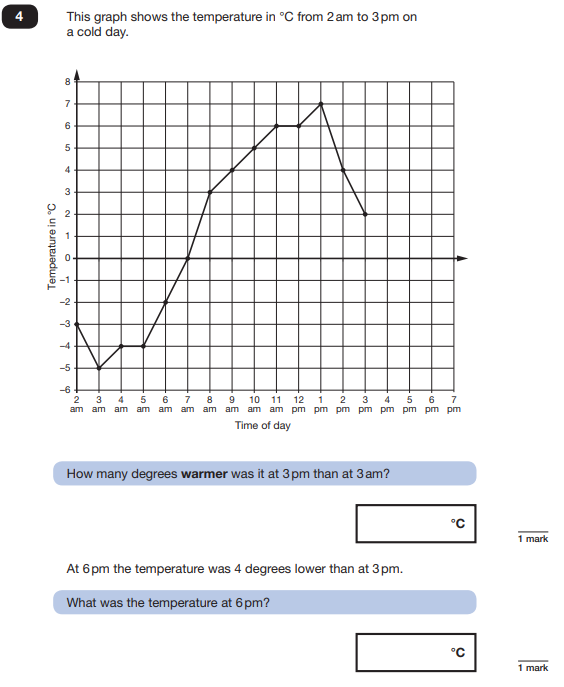 4
This graph shows the temperature in °C from 2 am to 3 pm on
a cold day.
8
7
6
5
4
3
2
1
0
–1
–2
–3
–4
–5
–6
Temperature in °C
2 3 4 5 6 7 8 9 10 11 12 1 2 3 4 5 6 7
am am am am am am am am am am pm pm pm pm pm pm pm pm
Time of day
How many degrees warmer was it at 3 pm than at 3 am?
°C
1 mark
At 6 pm the temperature was 4 degrees lower than at 3 pm.
What was the temperature at 6 pm?
°C
1 mark